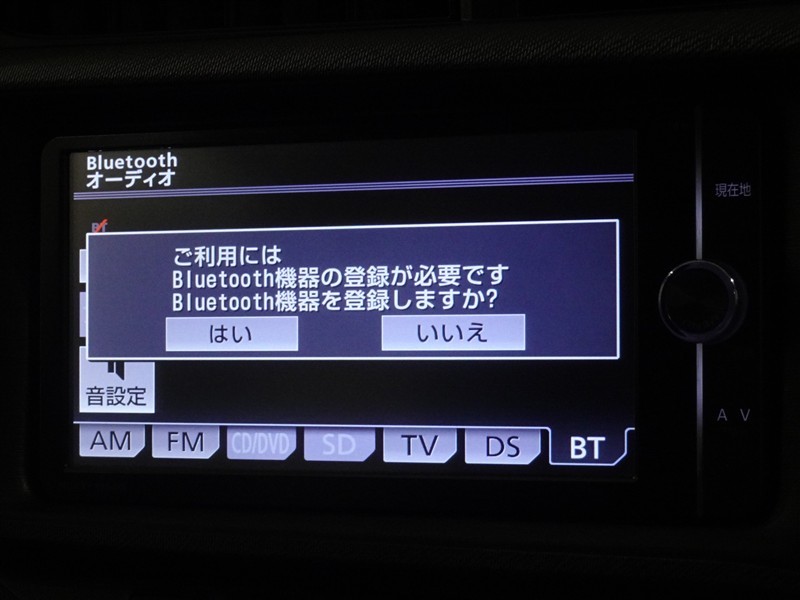 Bluetooth
オーディオ
現在地
BT
ご利用には
Bluetooth機器の登録が必要です
Bluetooth機器を登録しますか?
はい いいえ
音設定
A V
AM FM CD/DVD SD TV DS BT